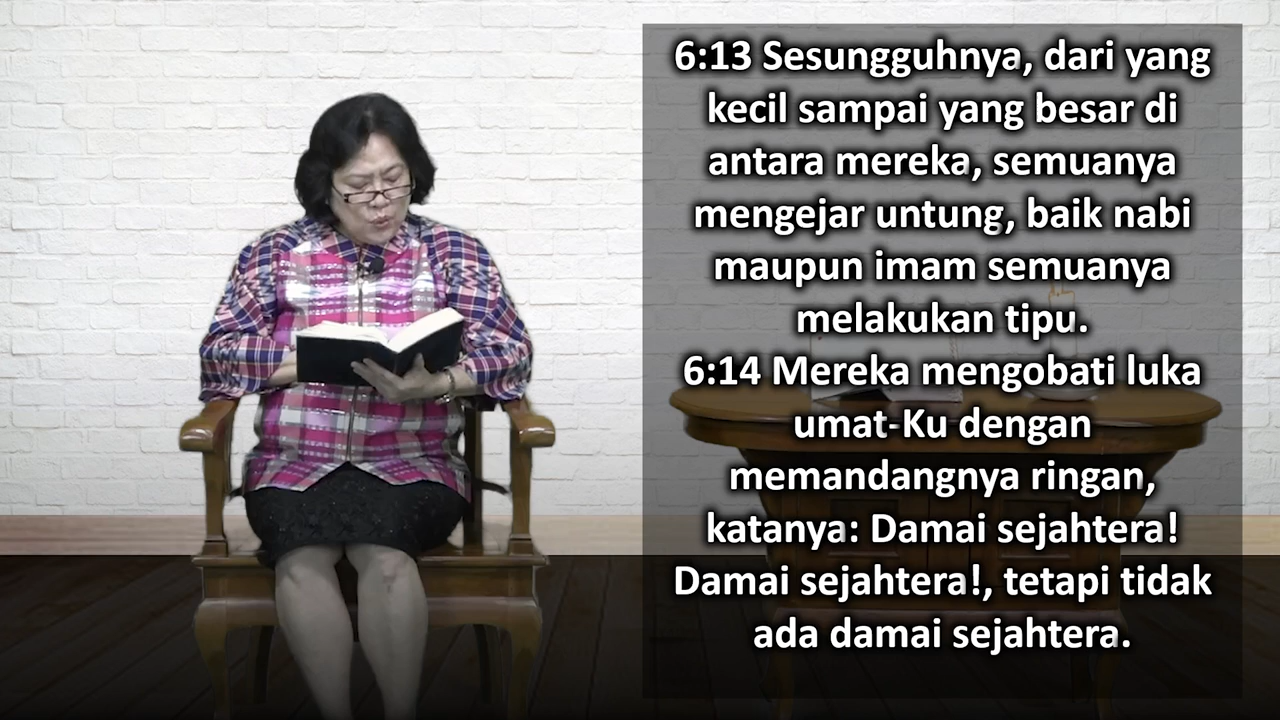 6:13 Sesungguhnya, dari yang
kecil sampai yang besar di
antara mereka, semuanya
mengejar untung, baik nabi
maupun imam semuanya
melakukan tipu.
6:14 Mereka mengobati luka
umat-Ku dengan
memandangnya ringan,
katanya: Damai sejahtera!
Damai sejahtera!, tetapi tidak
ada damai sejahtera.